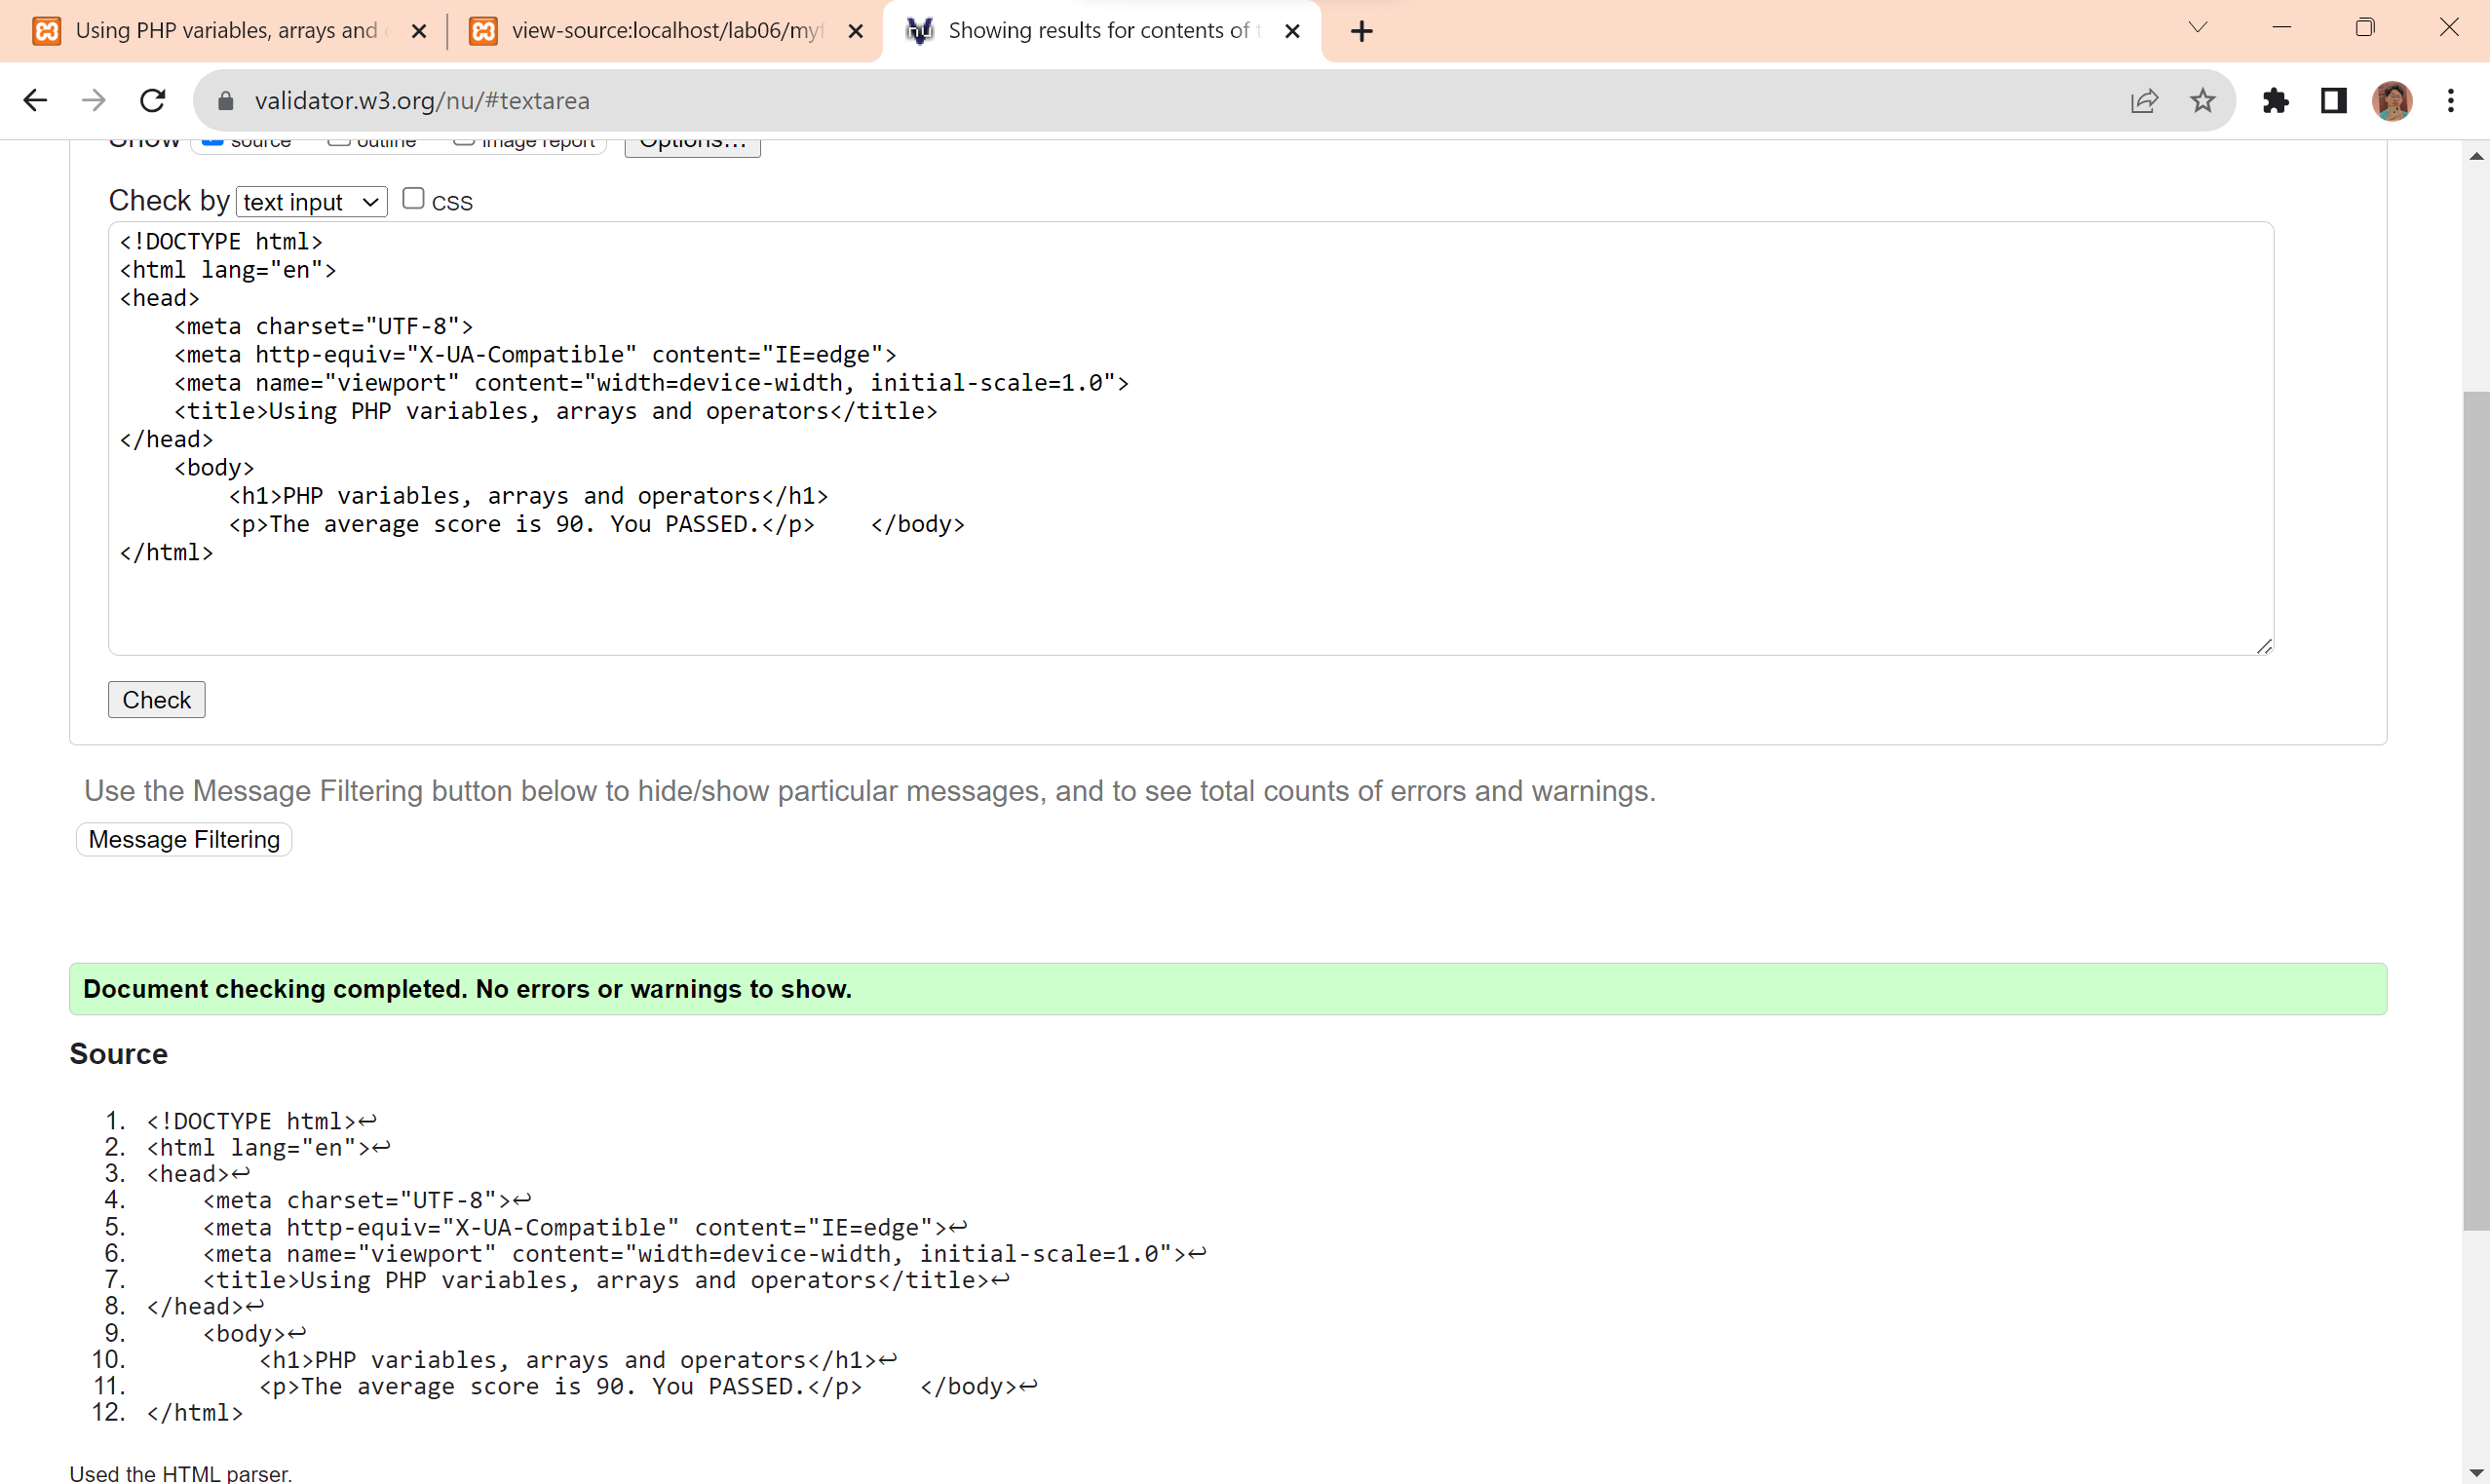 Using PHP variables, arrays and
view-source:localhost/lab06/myf
Showing results for contents of t
validator.w3.org/nu/#textarea
Show source outline image report Options...
Check by text input CSS
<!DOCTYPE html>
<html lang="en">
<head>
    <meta charset="UTF-8">
    <meta http-equiv="X-UA-Compatible" content="IE=edge">
    <meta name="viewport" content="width=device-width, initial-scale=1.0">
    <title>Using PHP variables, arrays and operators</title>
</head>
    <body>
        <h1>PHP variables, arrays and operators</h1>
        <p>The average score is 90. You PASSED.</p>    </body>
</html>
Check
Use the Message Filtering button below to hide/show particular messages, and to see total counts of errors and warnings.
Message Filtering
Document checking completed. No errors or warnings to show.
Source
1. <!DOCTYPE html>↩
2. <html lang="en">↩
3. <head>↩
4.     <meta charset="UTF-8">↩
5.     <meta http-equiv="X-UA-Compatible" content="IE=edge">↩
6.     <meta name="viewport" content="width=device-width, initial-scale=1.0">↩
7.     <title>Using PHP variables, arrays and operators</title>↩
8. </head>↩
9.     <body>↩
10.         <h1>PHP variables, arrays and operators</h1>↩
11.         <p>The average score is 90. You PASSED.</p>    </body>↩
12. </html>
Used the HTML parser.